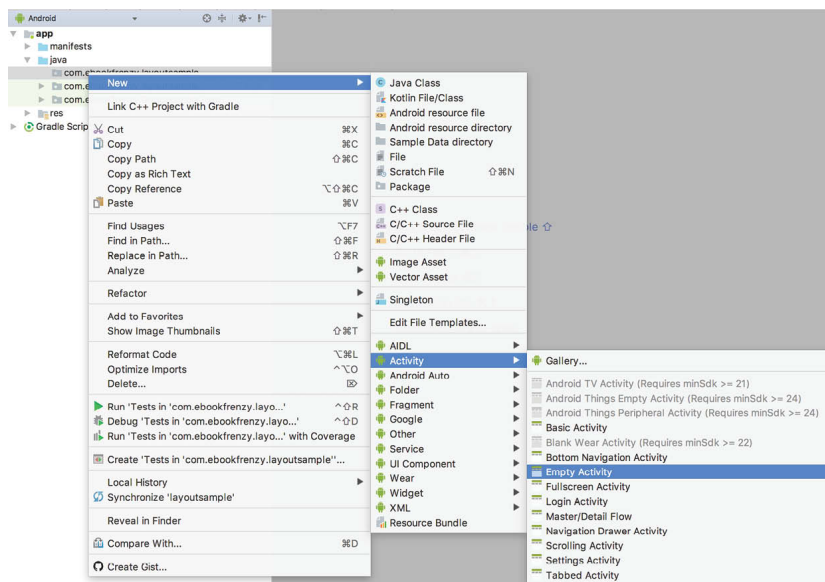 Android
app
manifests
java
com.ebookfrenzy.layoutsample
com.e
com.e
res
Gradle Scrip
New
Link C++ Project with Gradle
Cut ⌘X
Copy ⌘C
Copy Path ⇧⌘C
Copy as Rich Text
Copy Reference ⌥⇧⌘C
Paste ⌘V
Find Usages ⌥F7
Find in Path... ⇧⌘F
Replace in Path... ⇧⌘R
Analyze
Refactor
Add to Favorites
Show Image Thumbnails ⇧⌘T
Reformat Code ⌥⌘L
Optimize Imports ^⌥O
Delete... ⌦
Run 'Tests in 'com.ebookfrenzy.layo...' ^⇧R
Debug 'Tests in 'com.ebookfrenzy.layo...' ^⇧D
Run 'Tests in 'com.ebookfrenzy.layo...' with Coverage
Create 'Tests in 'com.ebookfrenzy.layoutsample''...
Local History
Synchronize 'layoutsample'
Reveal in Finder
Compare With... ⌘D
Create Gist...
Java Class
Kotlin File/Class
Android resource file
Android resource directory
Sample Data directory
File
Scratch File ⇧⌘N
Package
C++ Class
C/C++ Source File
C/C++ Header File
Image Asset
Vector Asset
Singleton
Edit File Templates...
AIDL
Activity
Android Auto
Folder
Fragment
Google
Other
Service
UI Component
Wear
Widget
XML
Resource Bundle
le ⇧
Gallery...
Android TV Activity (Requires minSdk >= 21)
Android Things Empty Activity (Requires minSdk >= 24)
Android Things Peripheral Activity (Requires minSdk >= 24)
Basic Activity
Blank Wear Activity (Requires minSdk >= 22)
Bottom Navigation Activity
Empty Activity
Fullscreen Activity
Login Activity
Master/Detail Flow
Navigation Drawer Activity
Scrolling Activity
Settings Activity
Tabbed Activity